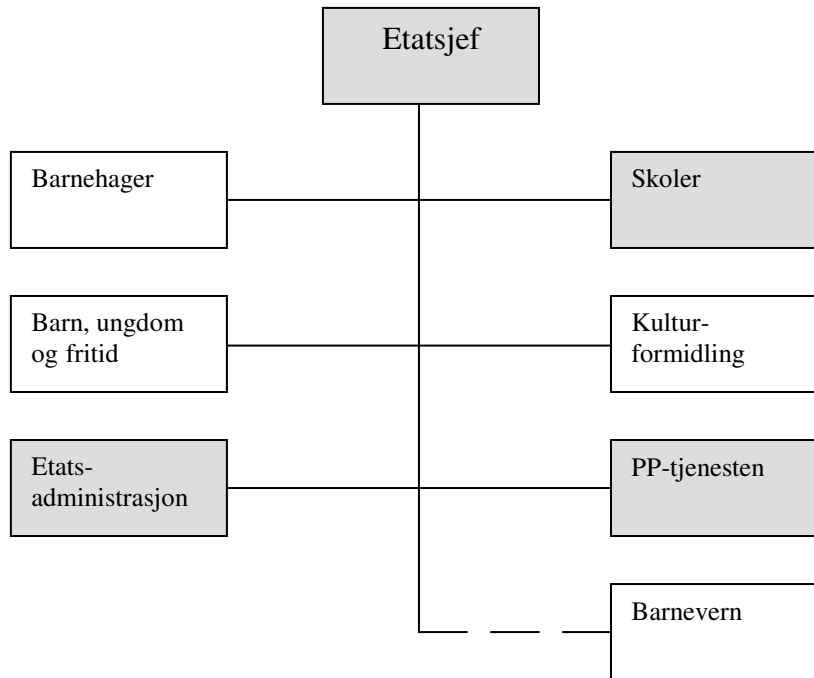 Etatsjef
Barnehager
Skoler
Barn, ungdom
og fritid
Kultur-
formidling
Etats-
administrasjon
PP-tjenesten
Barnevern